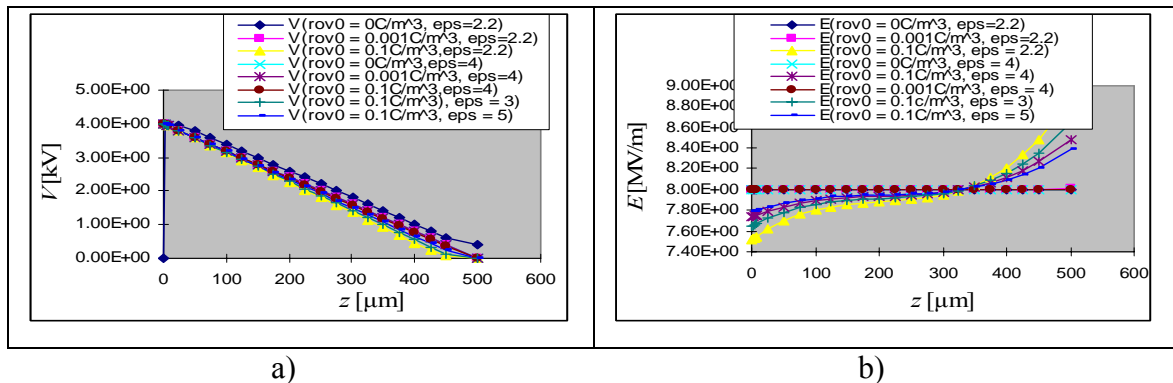 V(rov0 = 0C/m^3, eps=2.2)
V(rov0 = 0.001C/m^3, eps=2.2)
V(rov0 = 0.1C/m^3,eps=2.2)
V(rov0 = 0C/m^3,eps=4)
V(rov0 = 0.001C/m^3, eps=4)
V(rov0 = 0.1C/m^3,eps=4)
V(rov0 = 0.1C/m^3), eps = 3
V(rov0 = 0.1C/m^3, eps = 5)
5.00E+00
4.00E+00
3.00E+00
2.00E+00
1.00E+00
0.00E+00
V[kV]
0 100 200 300 400 500 600
z [µm]
E(rov0 = 0C/m^3, eps=2.2)
E(rov0 = 0.001C/m^3, eps=2.2)
E(rov0 = 0.1C/m^3, eps = 2.2)
E(rov0 = 0C/m^3, eps = 4)
E(rov0 = 0.1C/m^3, eps = 4)
E(rov0 = 0.001C/m^3, eps = 4)
E(rov0 = 0.1c/m^3, eps = 3)
E(rov0 = 0.1C/m^3, eps = 5)
9.00E+00
8.80E+00
8.60E+00
8.40E+00
8.20E+00
8.00E+00
7.80E+00
7.60E+00
7.40E+00
E[MV/m]
0 100 200 300 400 500 600
z [µm]
a)
b)